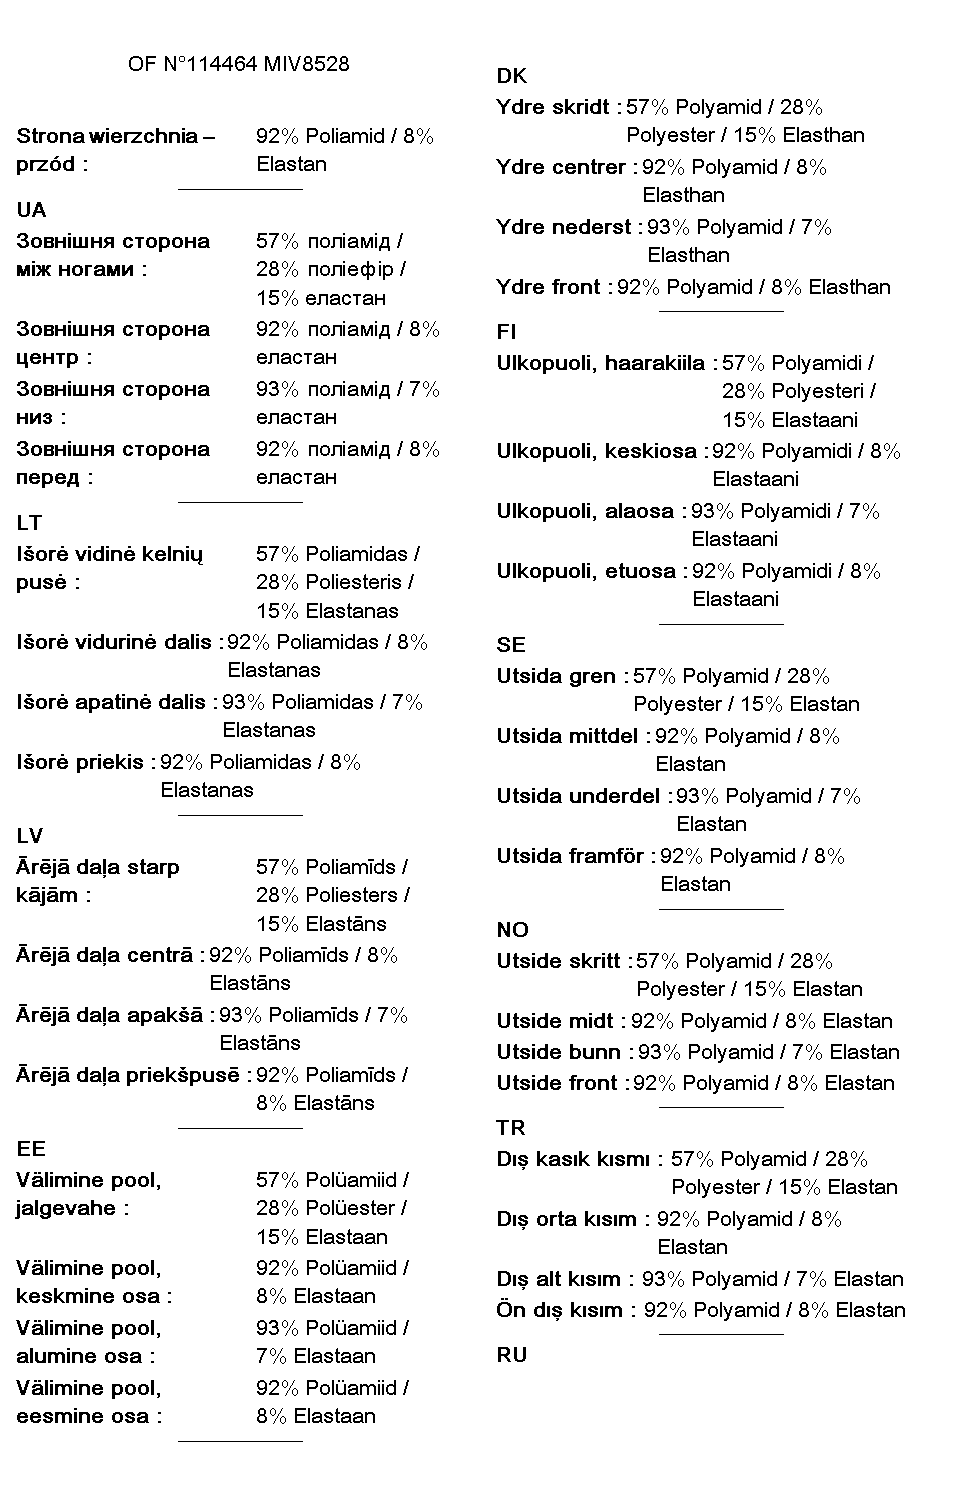 OF N°114464 MIV8528
Strona wierzchnia – 92% Poliamid / 8%
przód : Elastan
UA
Зовнішня сторона 57% поліамід /
між ногами : 28% поліефір /
15% еластан
Зовнішня сторона 92% поліамід / 8%
центр : еластан
Зовнішня сторона 93% поліамід / 7%
низ : еластан
Зовнішня сторона 92% поліамід / 8%
перед : еластан
LT
Išorė vidinė kelnių 57% Poliamidas /
pusė : 28% Poliesteris /
15% Elastanas
Išorė vidurinė dalis : 92% Poliamidas / 8%
Elastanas
Išorė apatinė dalis : 93% Poliamidas / 7%
Elastanas
Išorė priekis : 92% Poliamidas / 8%
Elastanas
LV
Ārējā daļa starp 57% Poliamīds /
kājām : 28% Poliesters /
15% Elastāns
Ārējā daļa centrā : 92% Poliamīds / 8%
Elastāns
Ārējā daļa apakšā : 93% Poliamīds / 7%
Elastāns
Ārējā daļa priekšpusē : 92% Poliamīds /
8% Elastāns
EE
Välimine pool, 57% Polüamiid /
jalgevahe : 28% Polüester /
15% Elastaan
Välimine pool, 92% Polüamiid /
keskmine osa : 8% Elastaan
Välimine pool, 93% Polüamiid /
alumine osa : 7% Elastaan
Välimine pool, 92% Polüamiid /
eesmine osa : 8% Elastaan
DK
Ydre skridt : 57% Polyamid / 28%
Polyester / 15% Elasthan
Ydre centrer : 92% Polyamid / 8%
Elasthan
Ydre nederst : 93% Polyamid / 7%
Elasthan
Ydre front : 92% Polyamid / 8% Elasthan
FI
Ulkopuoli, haarakiila : 57% Polyamidi /
28% Polyesteri /
15% Elastaani
Ulkopuoli, keskiosa : 92% Polyamidi / 8%
Elastaani
Ulkopuoli, alaosa : 93% Polyamidi / 7%
Elastaani
Ulkopuoli, etuosa : 92% Polyamidi / 8%
Elastaani
SE
Utsida gren : 57% Polyamid / 28%
Polyester / 15% Elastan
Utsida mittdel : 92% Polyamid / 8%
Elastan
Utsida underdel : 93% Polyamid / 7%
Elastan
Utsida framför : 92% Polyamid / 8%
Elastan
NO
Utside skritt : 57% Polyamid / 28%
Polyester / 15% Elastan
Utside midt : 92% Polyamid / 8% Elastan
Utside bunn : 93% Polyamid / 7% Elastan
Utside front : 92% Polyamid / 8% Elastan
TR
Dış kasık kısmı : 57% Polyamid / 28%
Polyester / 15% Elastan
Dış orta kısım : 92% Polyamid / 8%
Elastan
Dış alt kısım : 93% Polyamid / 7% Elastan
Ön dış kısım : 92% Polyamid / 8% Elastan
RU